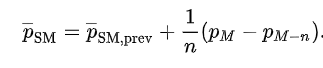 p̅_SM = p̅_SM,prev + 1/n (p_M − p_{M−n}).